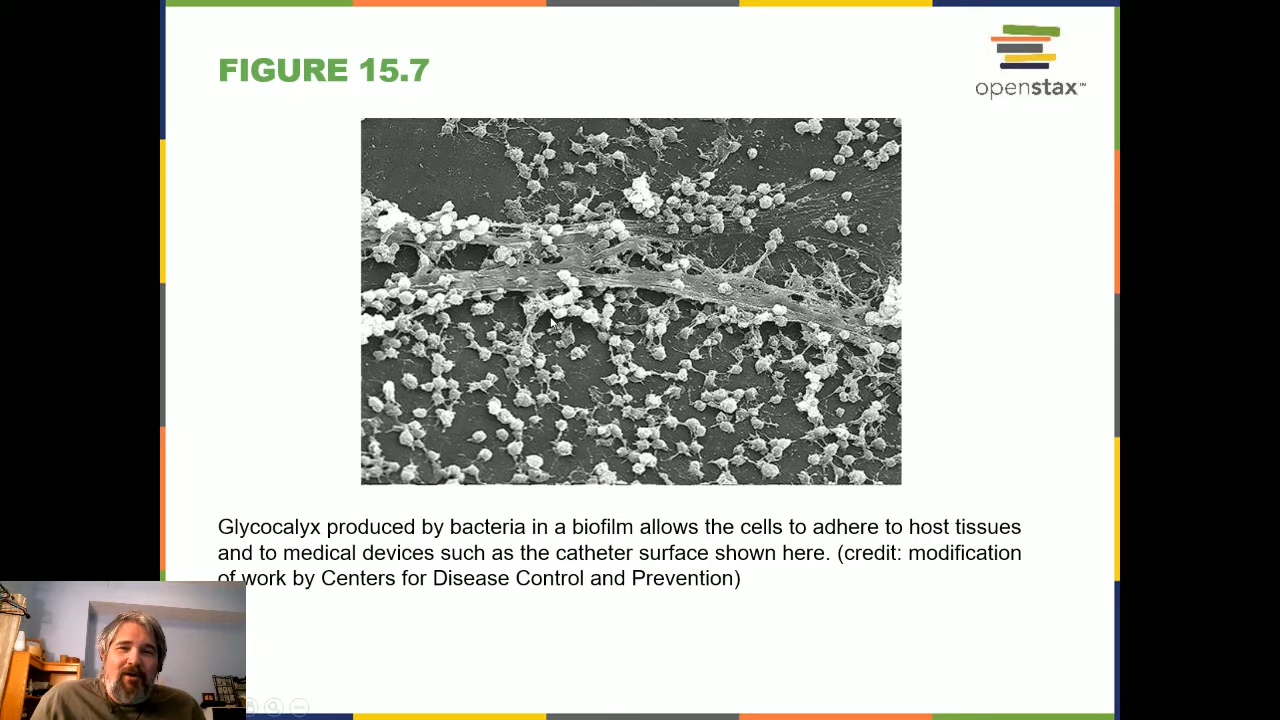 FIGURE 15.7
openstax™
Glycocalyx produced by bacteria in a biofilm allows the cells to adhere to host tissues
and to medical devices such as the catheter surface shown here. (credit: modification
of work by Centers for Disease Control and Prevention)